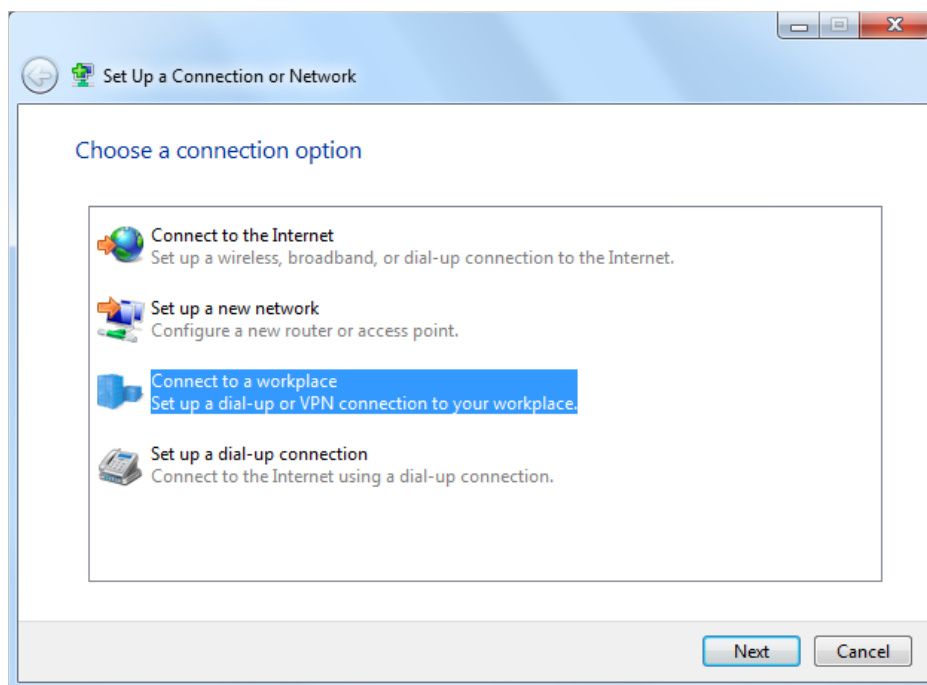 Set Up a Connection or Network
Choose a connection option
Connect to the Internet
Set up a wireless, broadband, or dial-up connection to the Internet.
Set up a new network
Configure a new router or access point.
Connect to a workplace
Set up a dial-up or VPN connection to your workplace.
Set up a dial-up connection
Connect to the Internet using a dial-up connection.
Next
Cancel